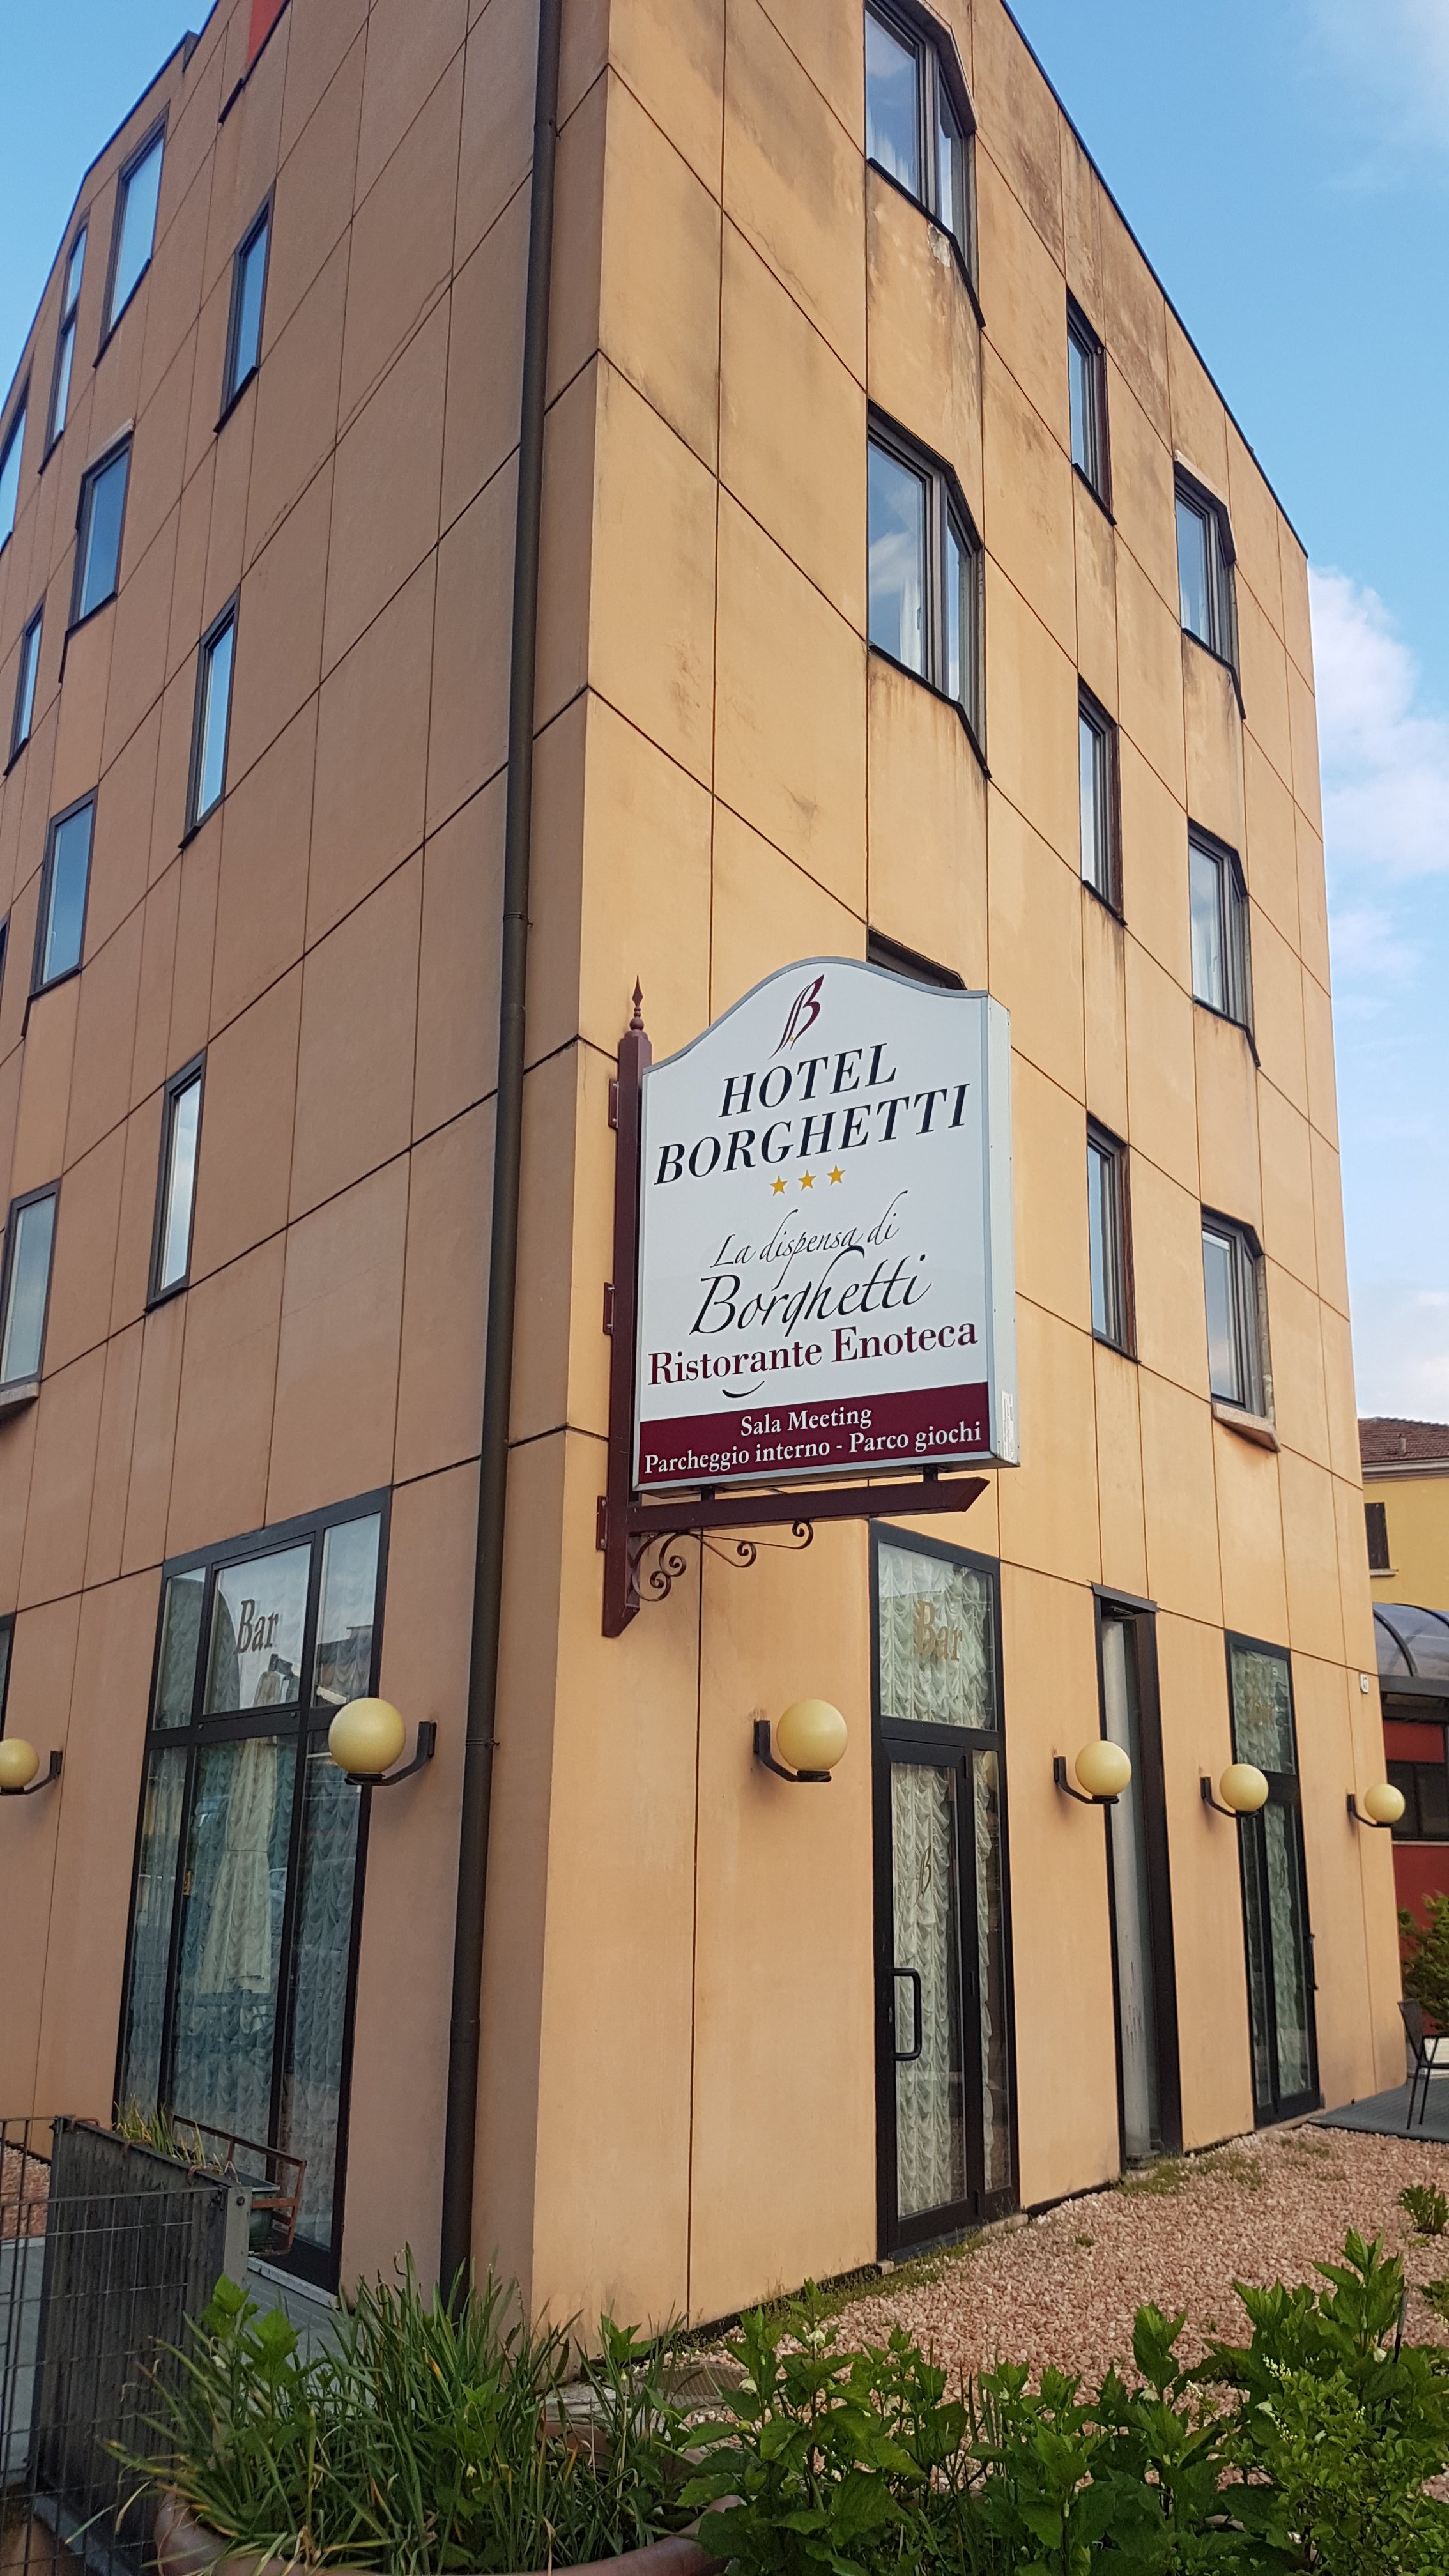 B
HOTEL
BORGHETTI
La dispensa di
Borghetti
Ristorante Enoteca
Sala Meeting
Parcheggio interno - Parco giochi
Bar
Bar
B